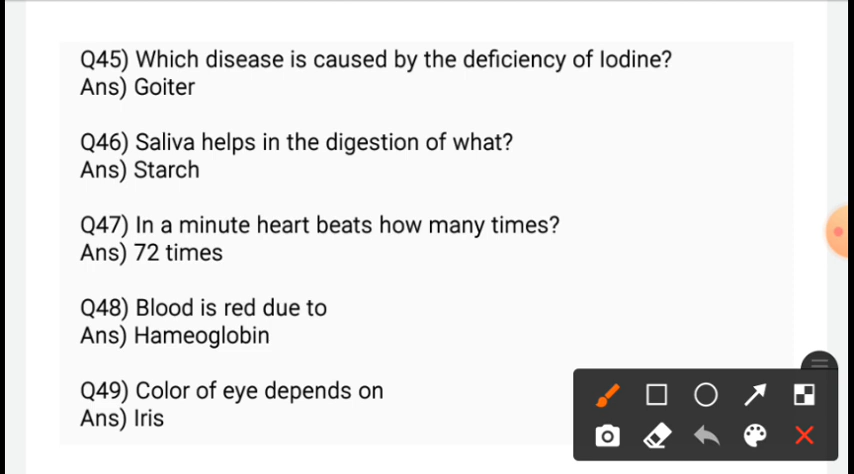 Q45) Which disease is caused by the deficiency of Iodine?
Ans) Goiter
Q46) Saliva helps in the digestion of what?
Ans) Starch
Q47) In a minute heart beats how many times?
Ans) 72 times
Q48) Blood is red due to
Ans) Hameoglobin
Q49) Color of eye depends on
Ans) Iris